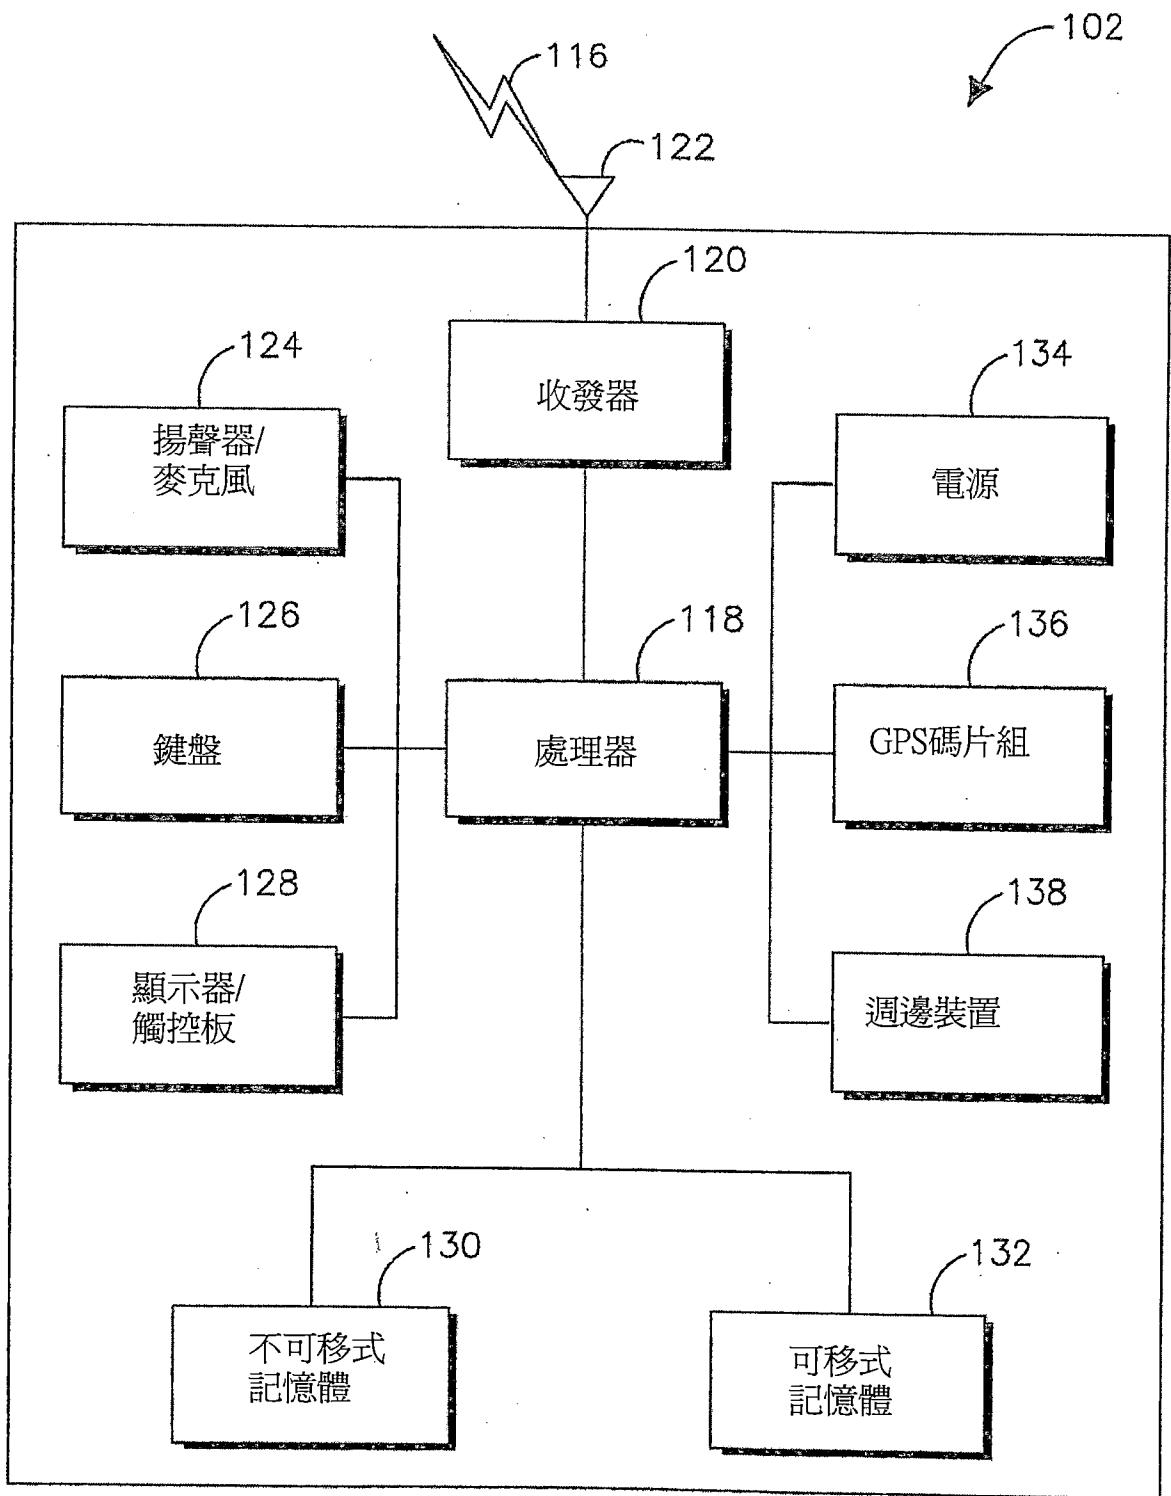 102
116
122
120
收發器
124
揚聲器/
麥克風
134
電源
126
鍵盤
118
處理器
136
GPS碼片組
128
顯示器/
觸控板
138
週邊裝置
130
不可移式
記憶體
132
可移式
記憶體